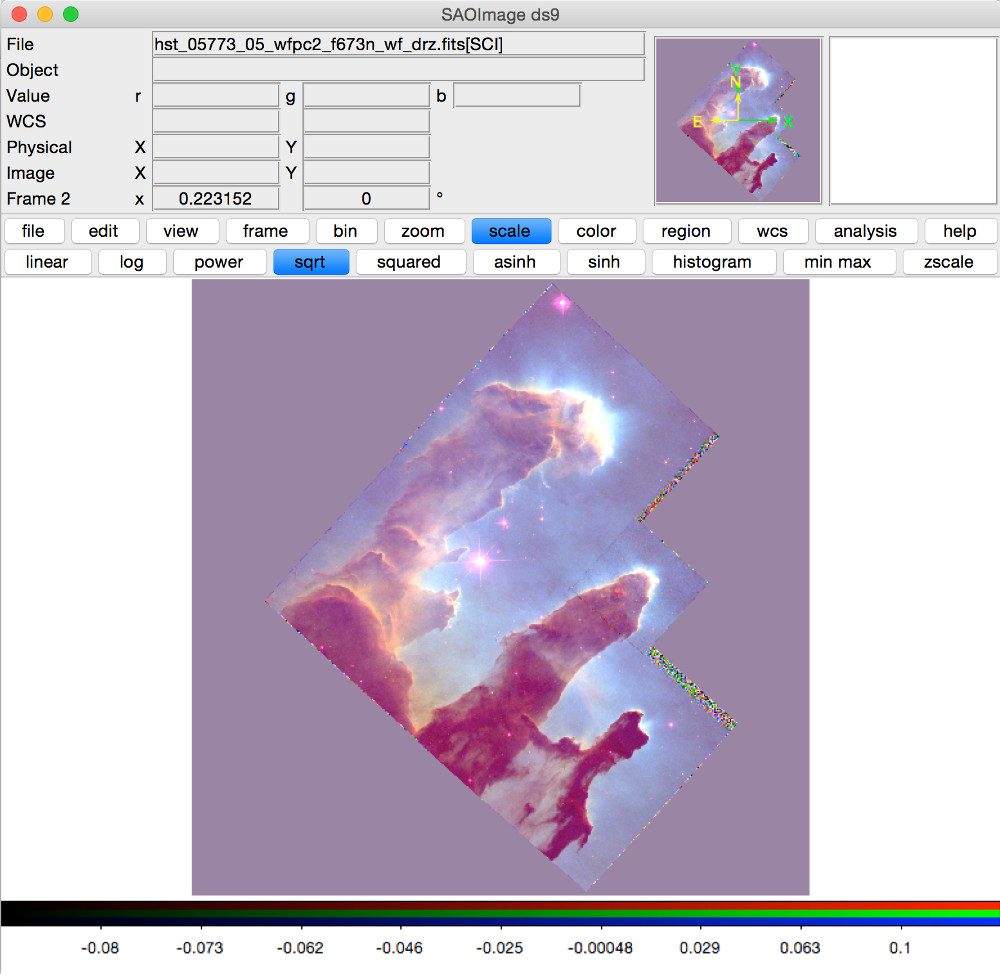 SAOImage ds9
File hst_05773_05_wfpc2_f673n_wf_drz.fits[SCI]
Object
Value r g b
WCS
Physical X Y
Image X Y
Frame 2 x 0.223152 0 °
Y
N
E X
file edit view frame bin zoom scale color region wcs analysis help
linear log power sqrt squared asinh sinh histogram min max zscale
-0.08 -0.073 -0.062 -0.046 -0.025 -0.00048 0.029 0.063 0.1